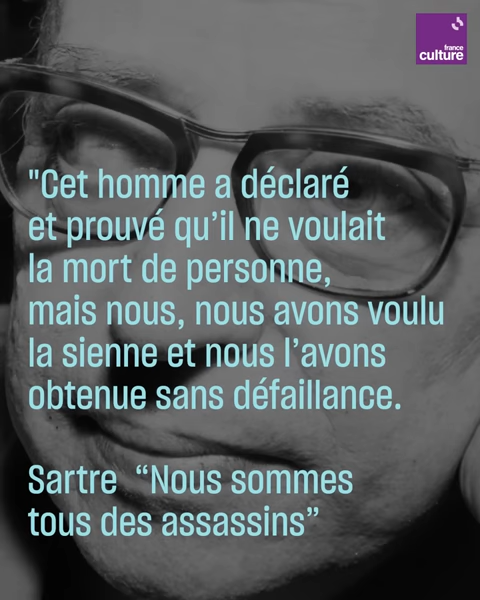 france
culture
"Cet homme a déclaré
et prouvé qu'il ne voulait
la mort de personne,
mais nous, nous avons voulu
la sienne et nous l'avons
obtenue sans défaillance.
Sartre “Nous sommes
tous des assassins”